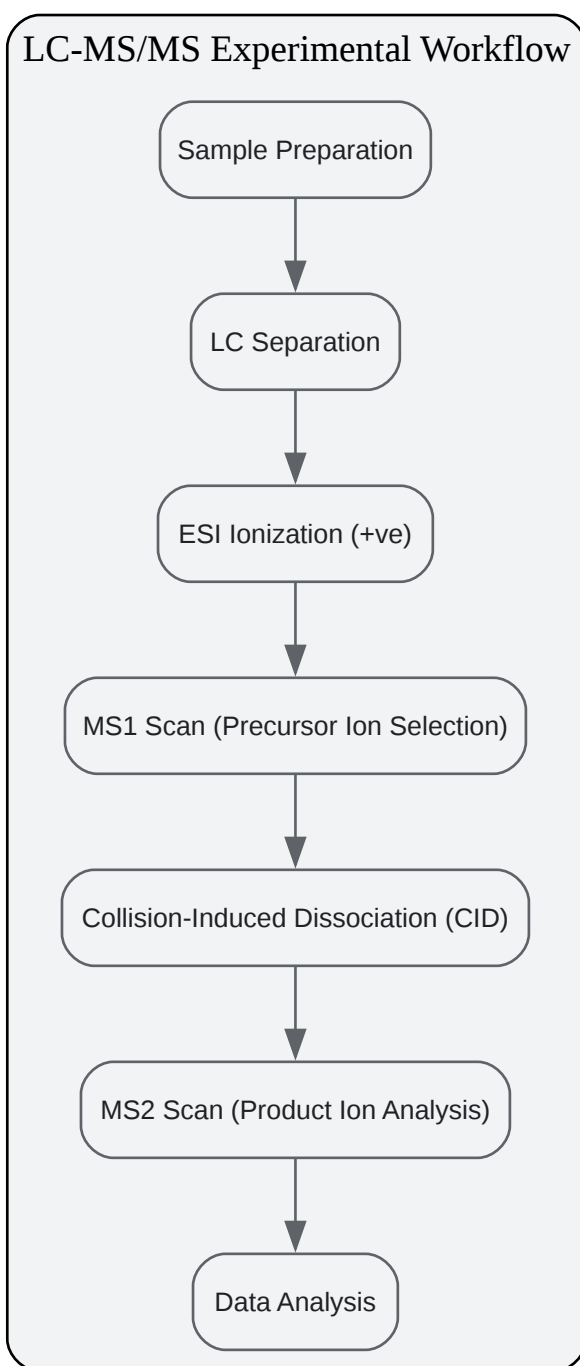 LC-MS/MS Experimental Workflow
Sample Preparation
LC Separation
ESI Ionization (+ve)
MS1 Scan (Precursor Ion Selection)
Collision-Induced Dissociation (CID)
MS2 Scan (Product Ion Analysis)
Data Analysis